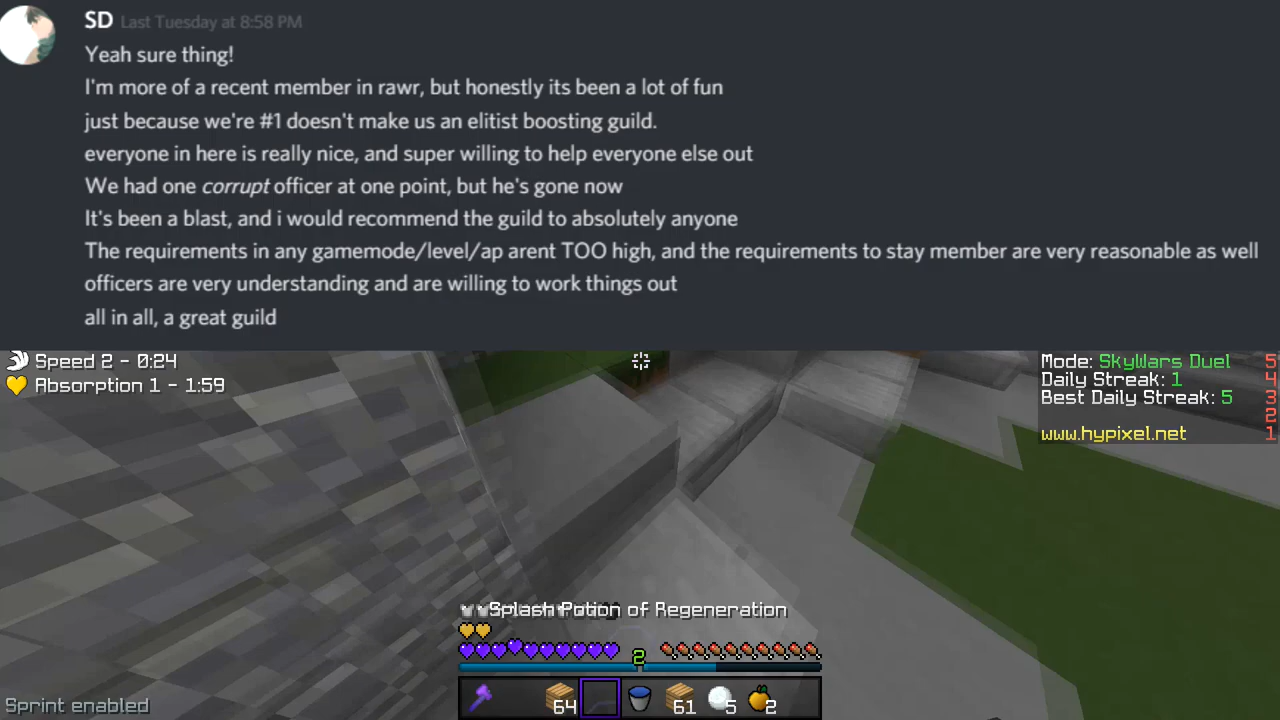 SD Last Tuesday at 8:58 PM
Yeah sure thing!
I'm more of a recent member in rawr, but honestly its been a lot of fun
just because we're #1 doesn't make us an elitist boosting guild.
everyone in here is really nice, and super willing to help everyone else out
We had one corrupt officer at one point, but he's gone now
It's been a blast, and i would recommend the guild to absolutely anyone
The requirements in any gamemode/level/ap arent TOO high, and the requirements to stay member are very reasonable as well
officers are very understanding and are willing to work things out
all in all, a great guild
Speed 2 - 0:24
Absorption 1 - 1:59
Mode: SkyWars Duel 5
Daily Streak: 1 4
Best Daily Streak: 5 3
2
www.hypixel.net 1
Splash Potion of Regeneration
2
64 61 5 2
Sprint enabled